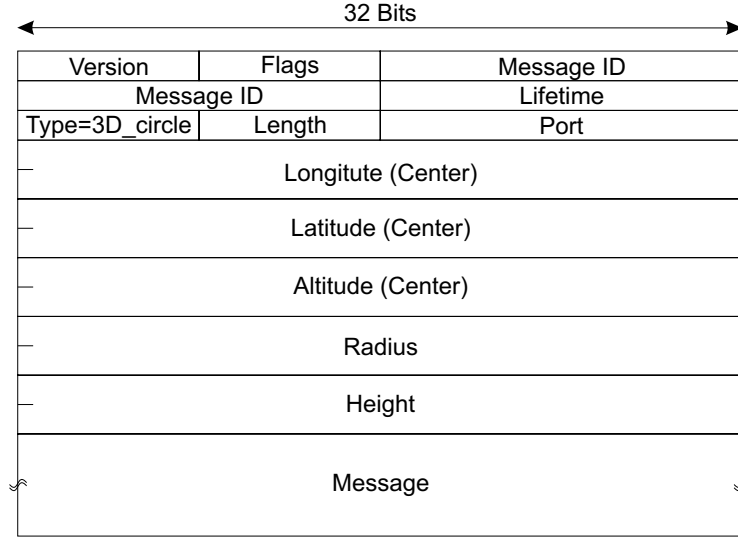 32 Bits
Version Flags Message ID
Message ID Lifetime
Type=3D_circle Length Port
Longitute (Center)
Latitude (Center)
Altitude (Center)
Radius
Height
Message